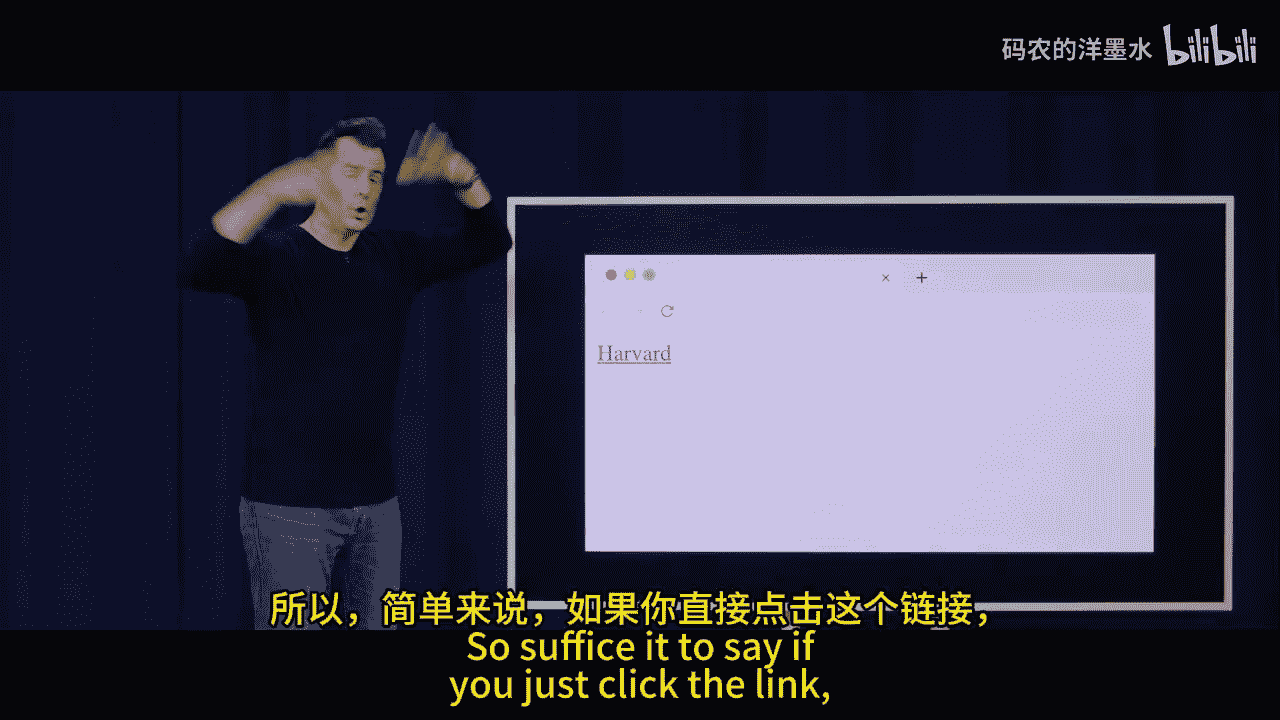 码农的洋墨水 bilibili
Harvard
所以，简单来说，如果你直接点击这个链接，
So suffice it to say if
you just click the link,